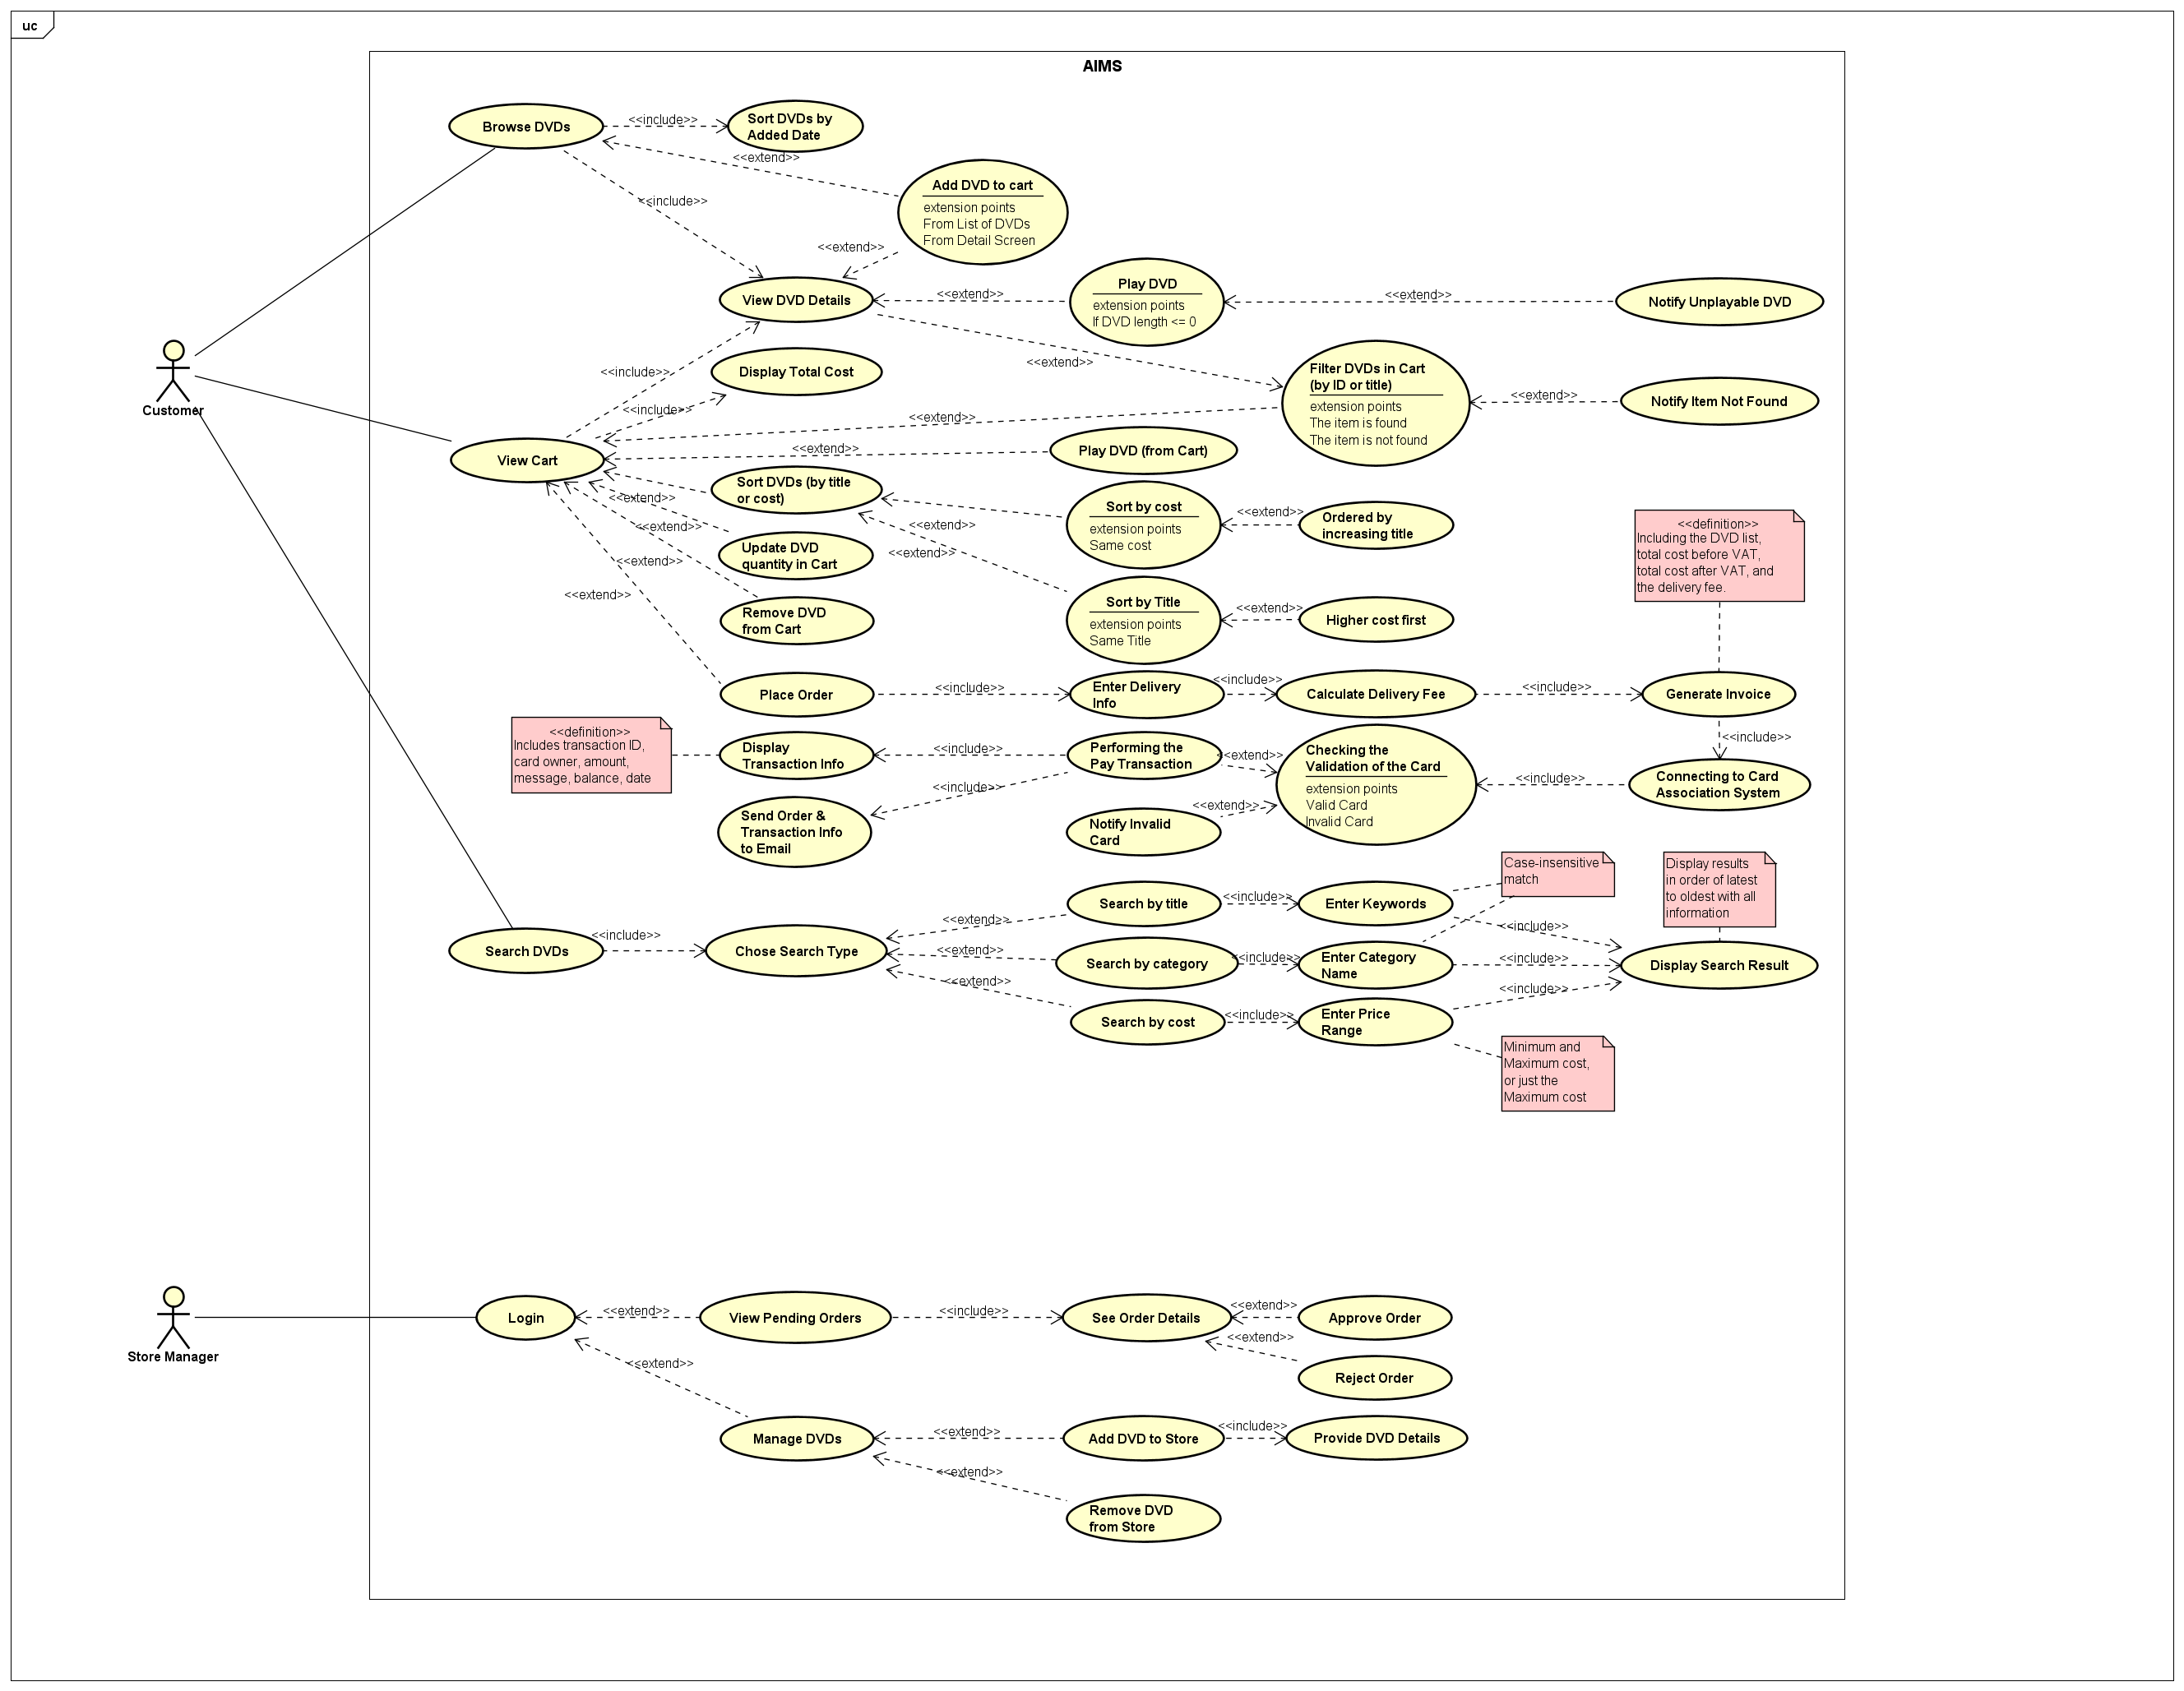 uc
AIMS
Browse DVDs
<<include>>
Sort DVDs by
Added Date
<<extend>>
<<include>>
Add DVD to cart
extension points
From List of DVDs
From Detail Screen
<<extend>>
View DVD Details
<<extend>>
Play DVD
extension points
If DVD length <= 0
<<extend>>
Notify Unplayable DVD
<<extend>>
Customer
<<include>>
Display Total Cost
<<include>>
Filter DVDs in Cart
(by ID or title)
extension points
The item is found
The item is not found
<<extend>>
Notify Item Not Found
<<extend>>
View Cart
<<extend>>
Play DVD (from Cart)
Sort DVDs (by title
or cost)
<<extend>>
<<extend>>
<<extend>>
<<extend>>
Sort by cost
extension points
Same cost
<<extend>>
Ordered by
increasing title
<<extend>>
<<extend>>
Update DVD
quantity in Cart
Remove DVD
from Cart
Sort by Title
extension points
Same Title
<<extend>>
Higher cost first
<<definition>>
Including the DVD list,
total cost before VAT,
total cost after VAT, and
the delivery fee.
Place Order
<<include>>
Enter Delivery
Info
<<include>>
Calculate Delivery Fee
<<include>>
Generate Invoice
<<include>>
<<definition>>
Includes transaction ID,
card owner, amount,
message, balance, date
Display
Transaction Info
<<include>>
Performing the
Pay Transaction
<<extend>>
Checking the
Validation of the Card
extension points
Valid Card
Invalid Card
<<include>>
Connecting to Card
Association System
<<include>>
Send Order &
Transaction Info
to Email
<<extend>>
Notify Invalid
Card
Case-insensitive
match
Display results
in order of latest
to oldest with all
information
Search DVDs
<<include>>
Chose Search Type
<<extend>>
<<extend>>
<<extend>>
Search by title
<<include>>
Enter Keywords
<<include>>
Search by category
<<include>>
Enter Category
Name
<<include>>
Display Search Result
Search by cost
<<include>>
Enter Price
Range
<<include>>
Minimum and
Maximum cost,
or just the
Maximum cost
Store Manager
Login
<<extend>>
View Pending Orders
<<include>>
See Order Details
<<extend>>
Approve Order
<<extend>>
Reject Order
<<extend>>
Manage DVDs
<<extend>>
Add DVD to Store
<<include>>
Provide DVD Details
<<extend>>
Remove DVD
from Store